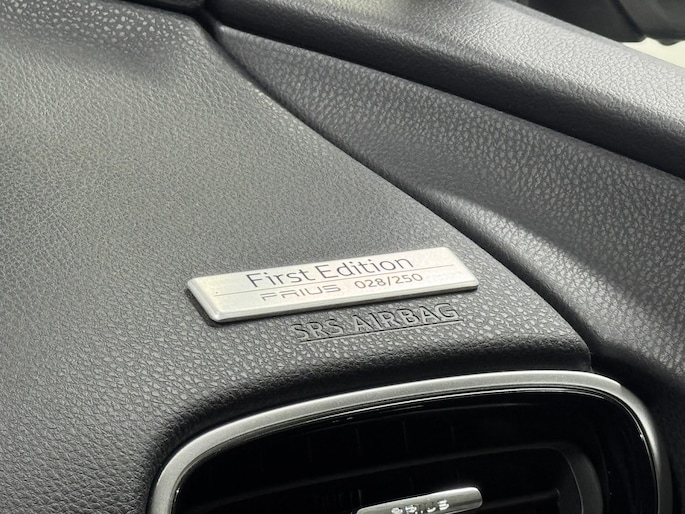 First Edition
PRIUS 028/250
SRS AIRBAG